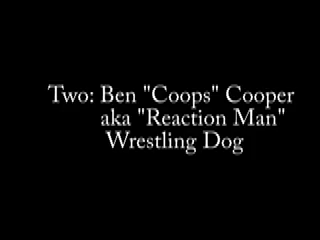 Two: Ben "Coops" Cooper
aka "Reaction Man"
Wrestling Dog